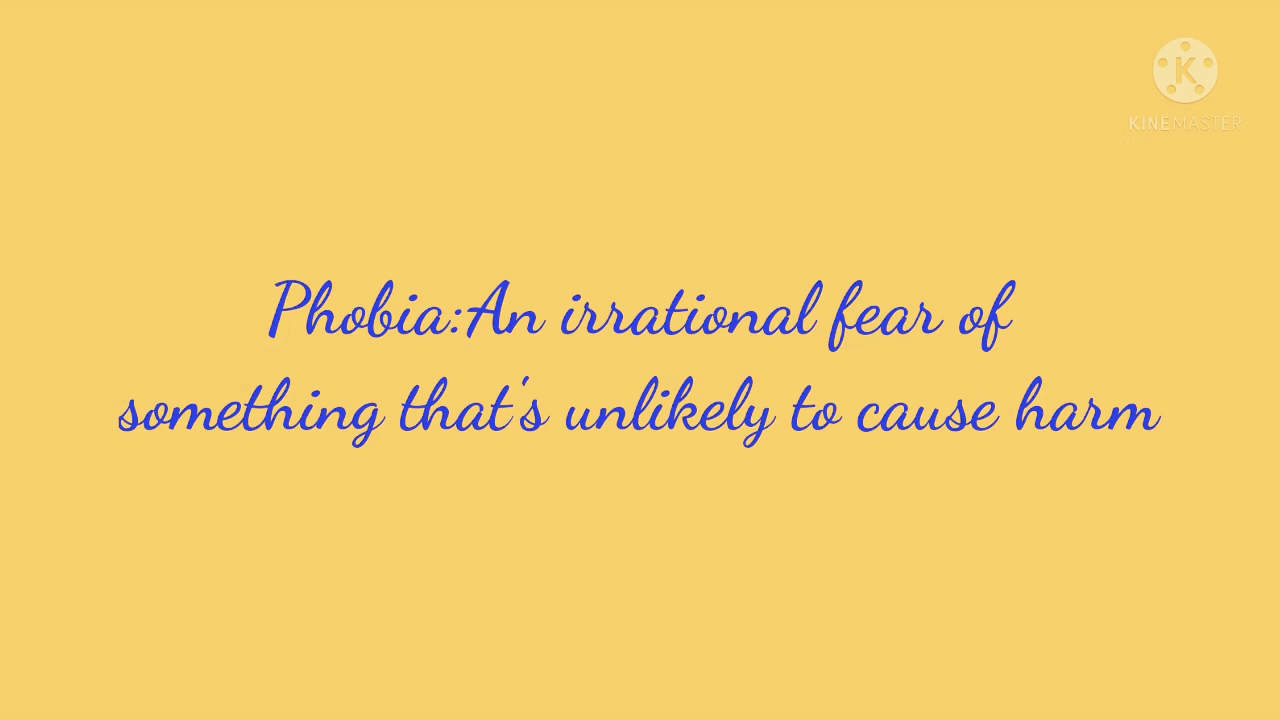 K
KINEMASTER
Phobia:An irrational fear of
something that's unlikely to cause harm